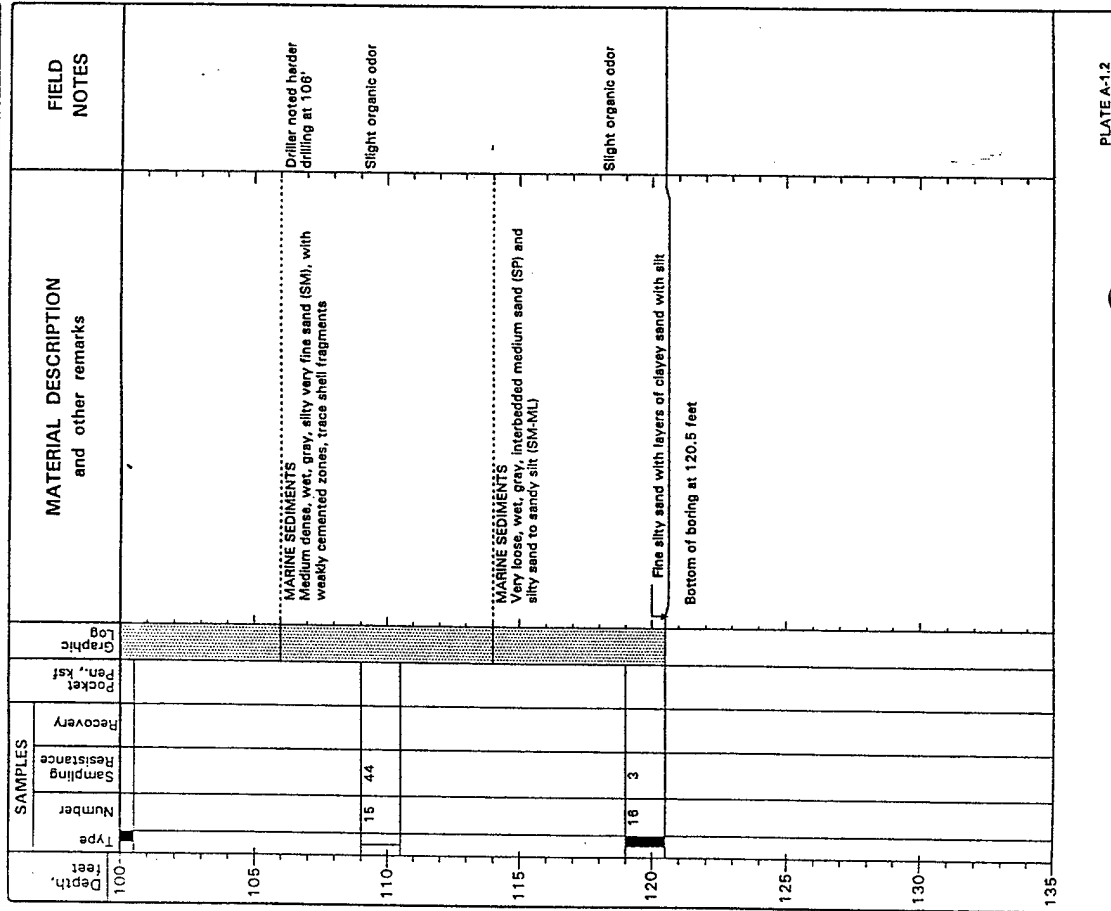 Depth,
feet
SAMPLES
Type
Number
Sampling
Resistance
Recovery
Pocket
Pen., ksf
Graphic
Log
MATERIAL DESCRIPTION
and other remarks
FIELD
NOTES
100
105
110
115
120
125
130
135
MARINE SEDIMENTS
Medium dense, wet, gray, silty very fine sand (SM), with
weakly cemented zones, trace shell fragments
Driller noted harder
drilling at 106'
15
44
Slight organic odor
MARINE SEDIMENTS
Very loose, wet, gray, interbedded medium sand (SP) and
silty sand to sandy silt (SM-ML)
Slight organic odor
16
3
Fine silty sand with layers of clayey sand with silt
Bottom of boring at 120.5 feet
PLATE A-1.2